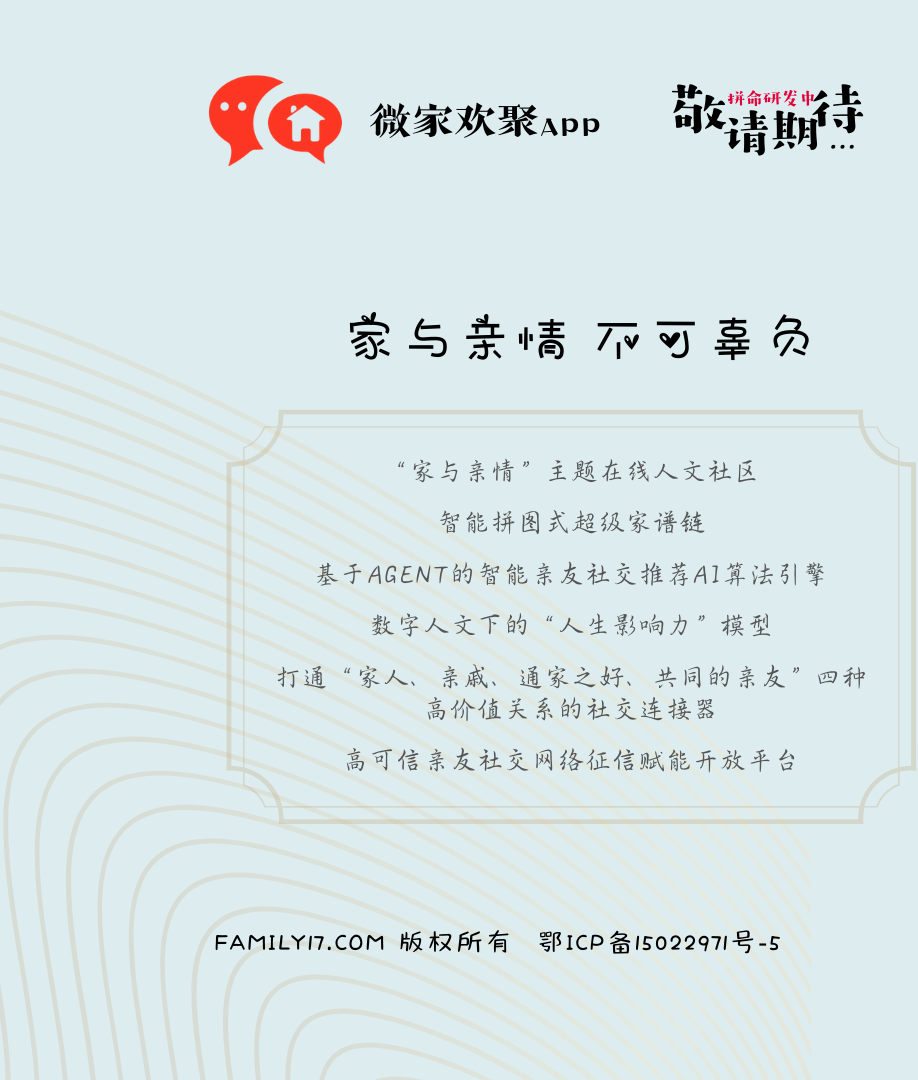 微家欢聚App
拼命研发中
敬请期待...
家与亲情 不可辜负
“家与亲情”主题在线人文社区
智能拼图式超级家谱链
基于AGENT的智能亲友社交推荐AI算法引擎
数字人文下的“人生影响力”模型
打通“家人、亲戚、通家之好、共同的亲友”四种
高价值关系的社交连接器
高可信亲友社交网络征信赋能开放平台
FAMILY17.COM 版权所有 鄂ICP备15022971号-5